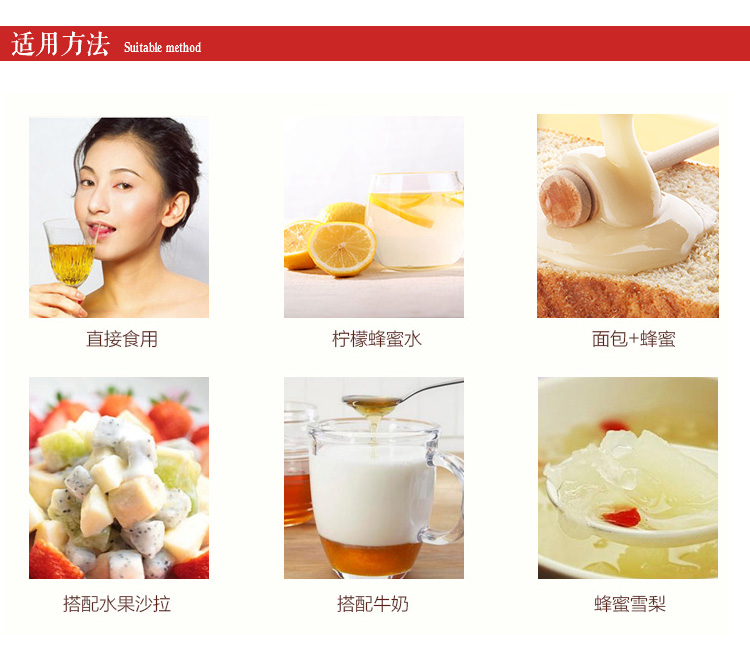 适用方法 Suitable method
直接食用
柠檬蜂蜜水
面包+蜂蜜
搭配水果沙拉
搭配牛奶
蜂蜜雪梨